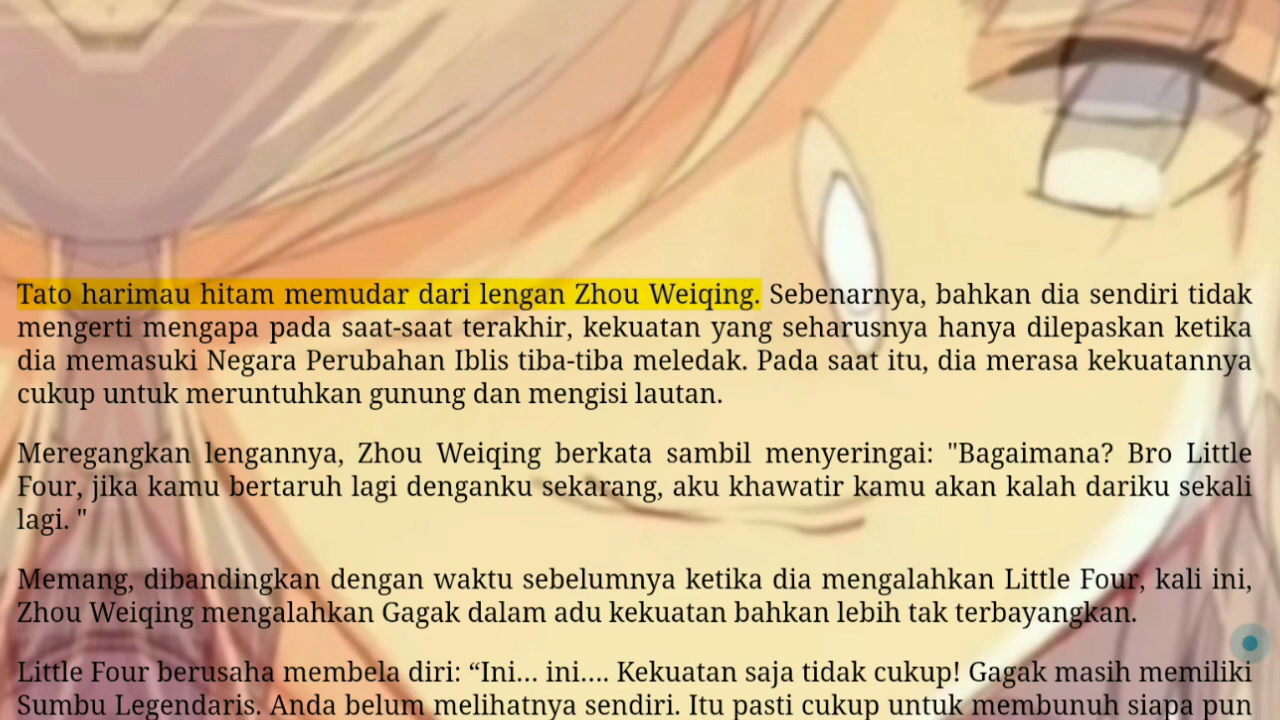 Tato harimau hitam memudar dari lengan Zhou Weiqing. Sebenarnya, bahkan dia sendiri tidak
mengerti mengapa pada saat-saat terakhir, kekuatan yang seharusnya hanya dilepaskan ketika
dia memasuki Negara Perubahan Iblis tiba-tiba meledak. Pada saat itu, dia merasa kekuatannya
cukup untuk meruntuhkan gunung dan mengisi lautan.
Meregangkan lengannya, Zhou Weiqing berkata sambil menyeringai: "Bagaimana? Bro Little
Four, jika kamu bertaruh lagi denganku sekarang, aku khawatir kamu akan kalah dariku sekali
lagi. "
Memang, dibandingkan dengan waktu sebelumnya ketika dia mengalahkan Little Four, kali ini,
Zhou Weiqing mengalahkan Gagak dalam adu kekuatan bahkan lebih tak terbayangkan.
Little Four berusaha membela diri: “Ini… ini…. Kekuatan saja tidak cukup! Gagak masih memiliki
Sumbu Legendaris. Anda belum melihatnya sendiri. Itu pasti cukup untuk membunuh siapa pun